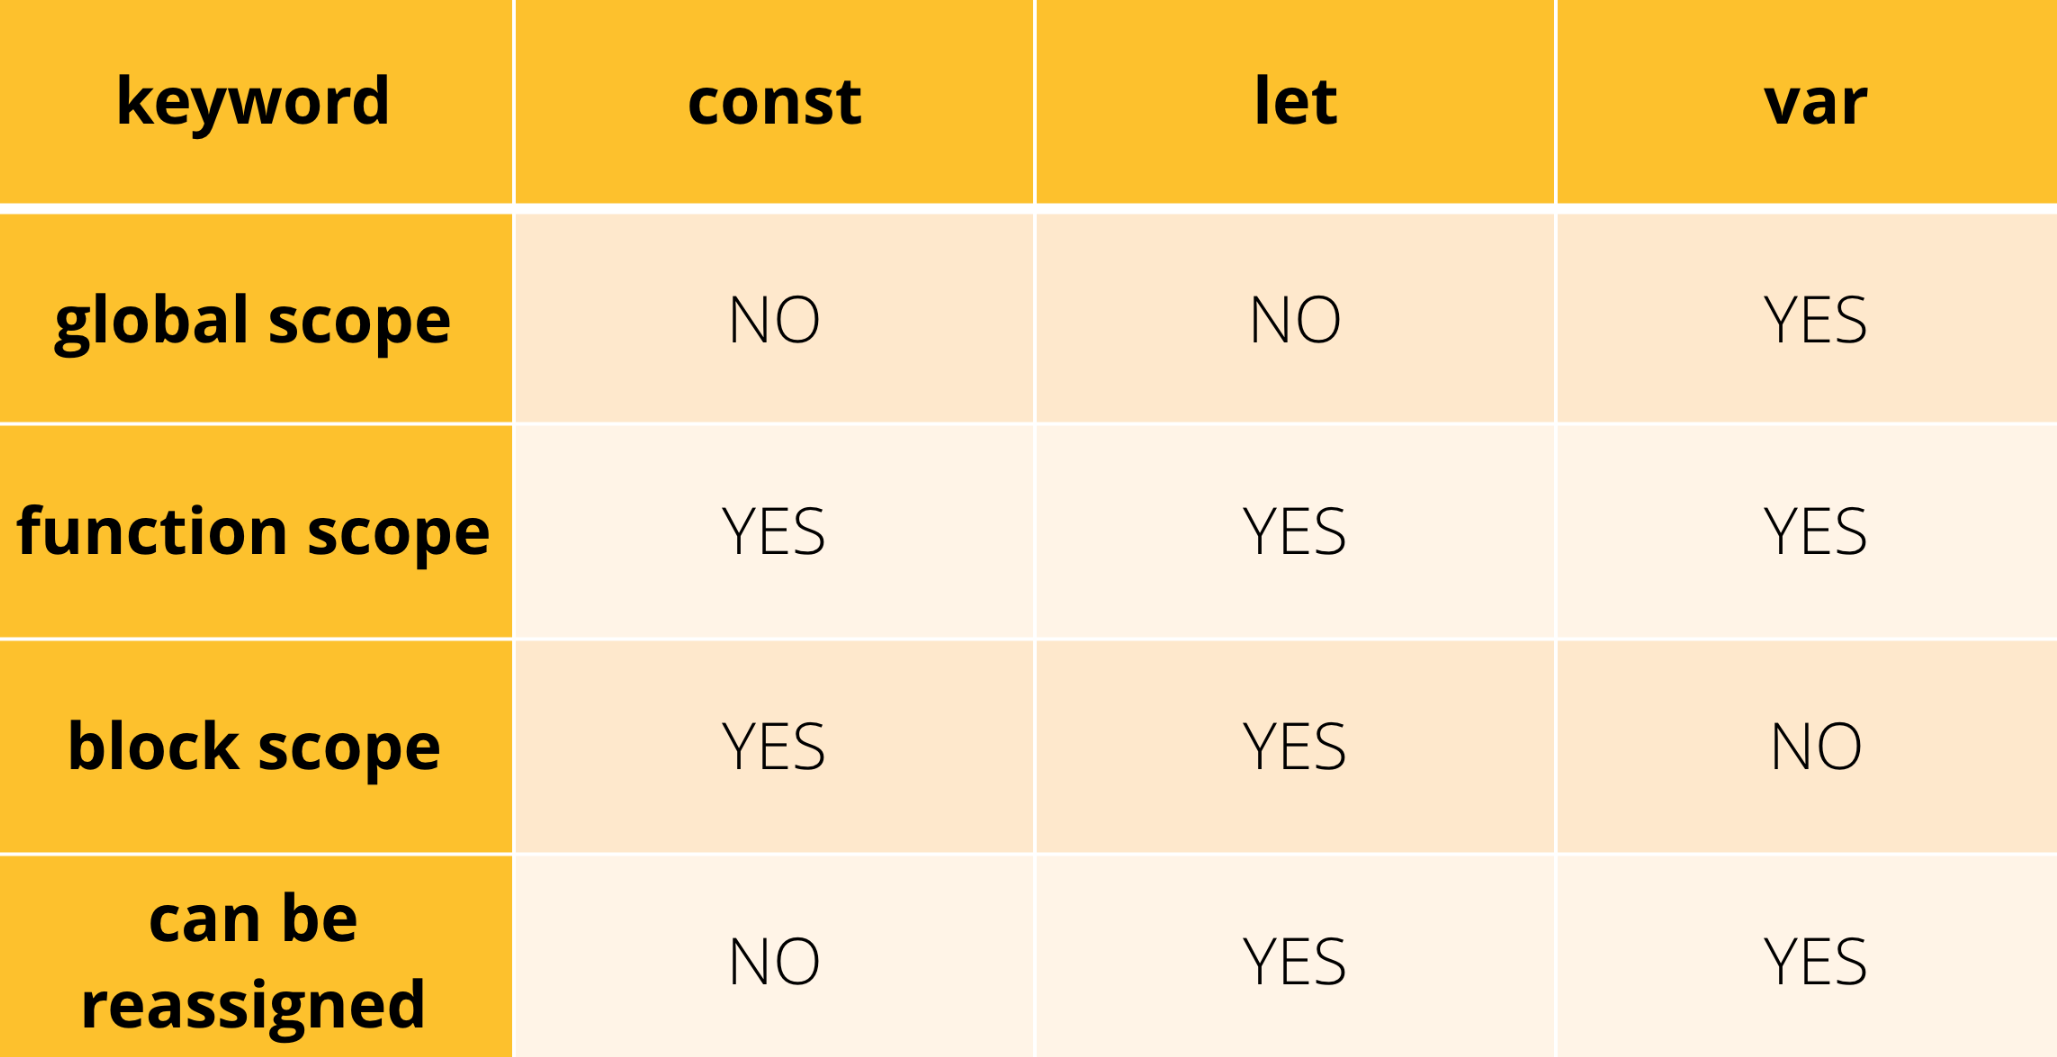 keyword const let var
global scope NO NO YES
function scope YES YES YES
block scope YES YES NO
can be
reassigned NO YES YES